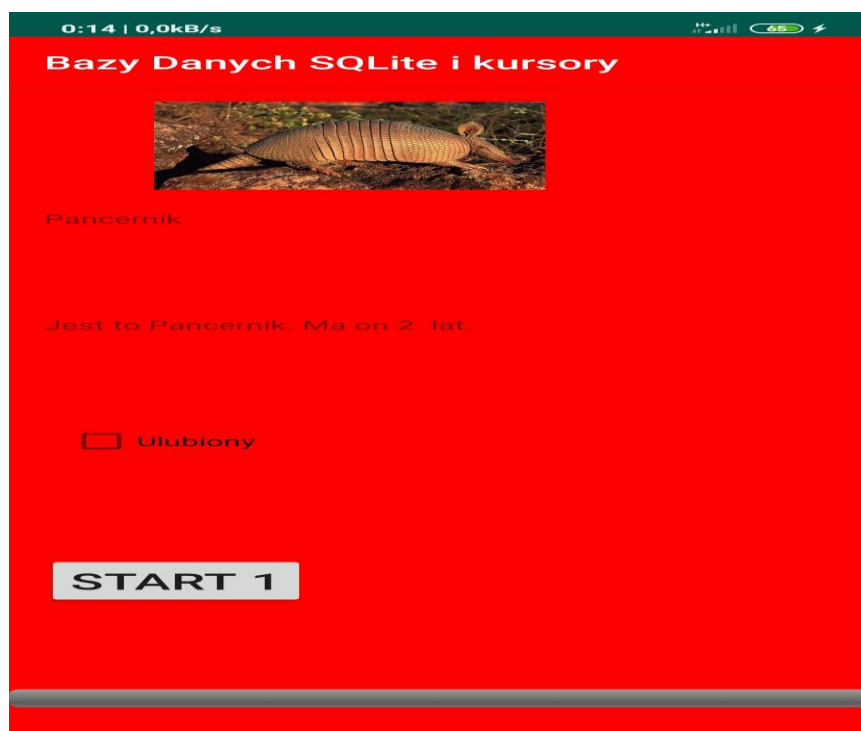 0:14 | 0,0kB/s H+ 65
Bazy Danych SQLite i kursory
Pancernik
Jest to Pancernik. Ma on 2 lat.
Ulubiony
START 1